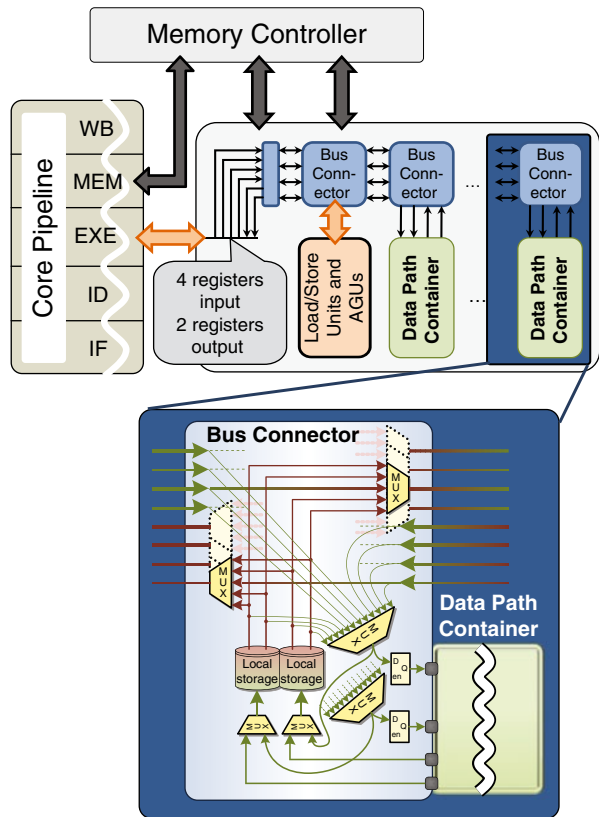 Memory Controller
Core Pipeline
WB
MEM
EXE
ID
IF
4 registers
input
2 registers
output
Bus
Conn-
ector
Bus
Conn-
ector
...
Bus
Conn-
ector
Load/Store
Units and
AGUs
Data Path
Container
...
Data Path
Container
Bus Connector
MUX
MUX
MUX
Local
storage
Local
storage
MUX
MUX
MUX
D
Q
en
D
Q
en
Data Path
Container